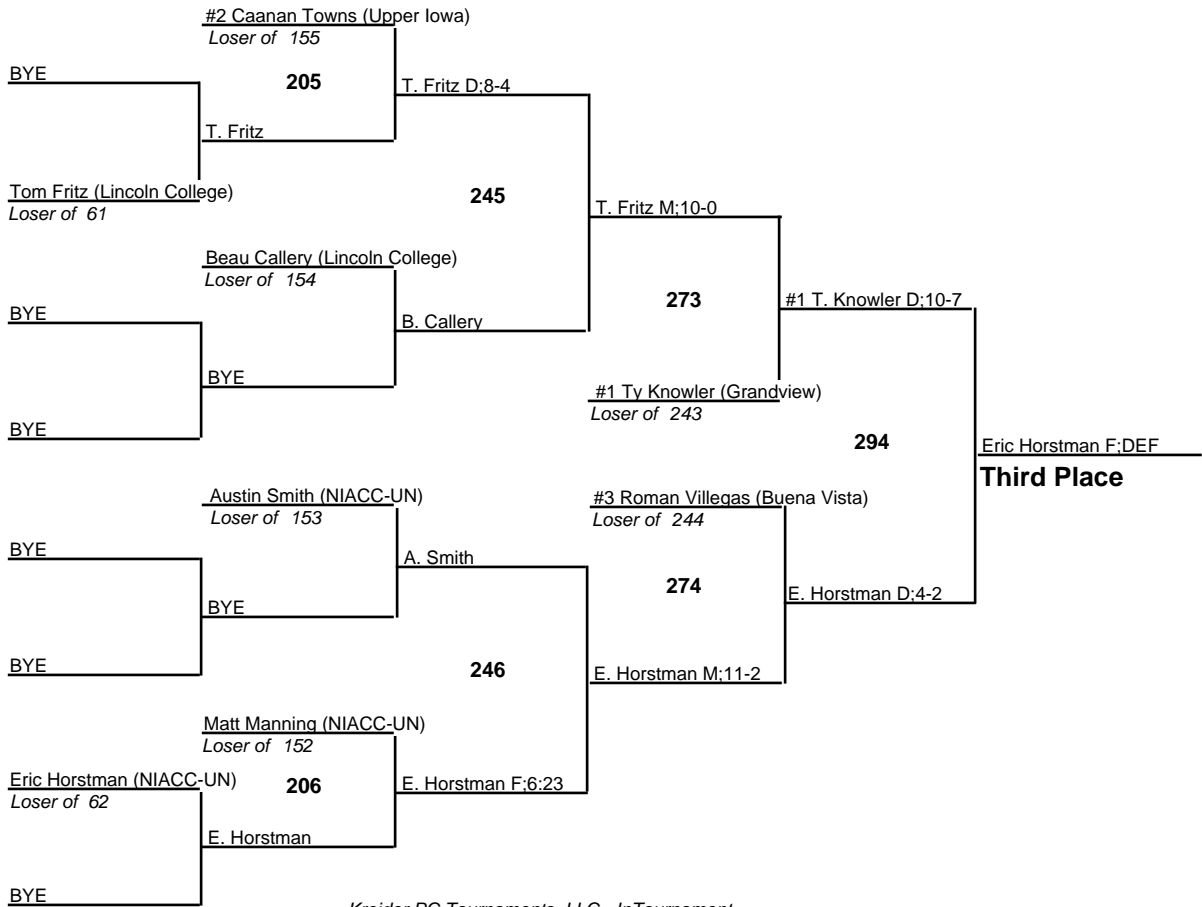 #2 Caanan Towns (Upper Iowa)
Loser of 155
BYE
205
T. Fritz D;8-4
T. Fritz
Tom Fritz (Lincoln College)
Loser of 61
245
T. Fritz M;10-0
Beau Callery (Lincoln College)
Loser of 154
BYE
B. Callery
273
#1 T. Knowler D;10-7
BYE
#1 Ty Knowler (Grandview)
Loser of 243
BYE
294
Eric Horstman F;DEF
Third Place
Austin Smith (NIACC-UN)
Loser of 153
#3 Roman Villegas (Buena Vista)
Loser of 244
BYE
A. Smith
274
E. Horstman D;4-2
BYE
BYE
246
E. Horstman M;11-2
Matt Manning (NIACC-UN)
Loser of 152
Eric Horstman (NIACC-UN)
Loser of 62
206
E. Horstman F;6:23
E. Horstman
BYE